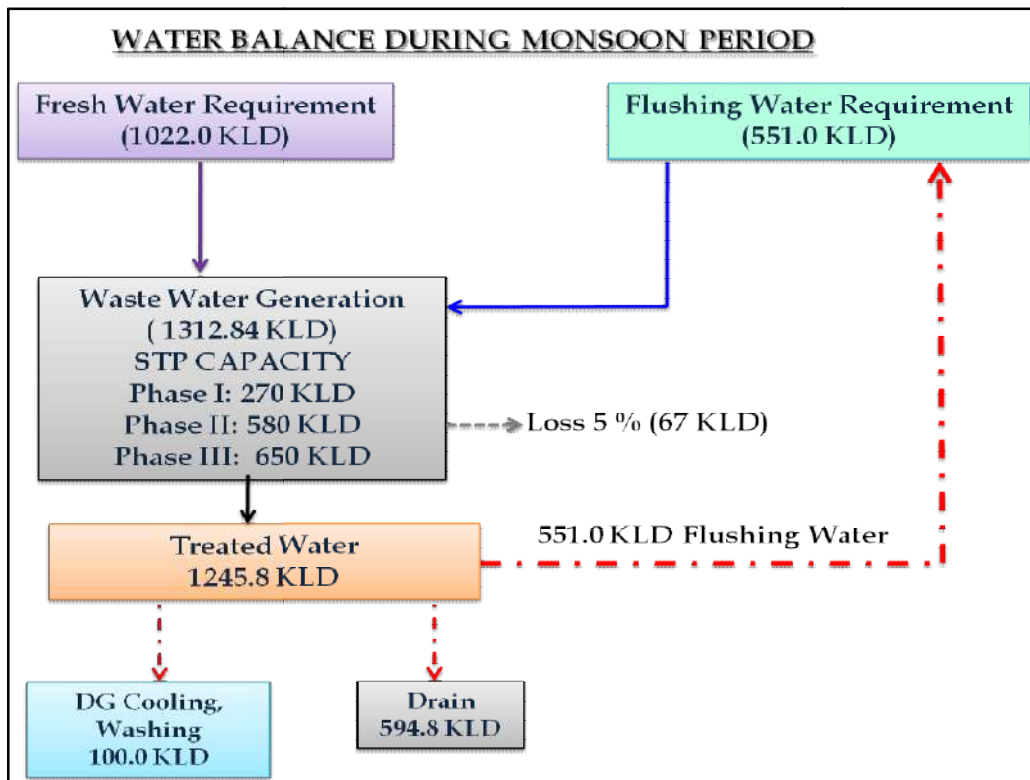 WATER BALANCE DURING MONSOON PERIOD
Fresh Water Requirement
(1022.0 KLD)
Flushing Water Requirement
(551.0 KLD)
Waste Water Generation
( 1312.84 KLD)
STP CAPACITY
Phase I: 270 KLD
Phase II: 580 KLD
Phase III:  650 KLD
Loss 5 % (67 KLD)
551.0 KLD Flushing Water
Treated Water
1245.8 KLD
DG Cooling,
Washing
100.0 KLD
Drain
594.8 KLD